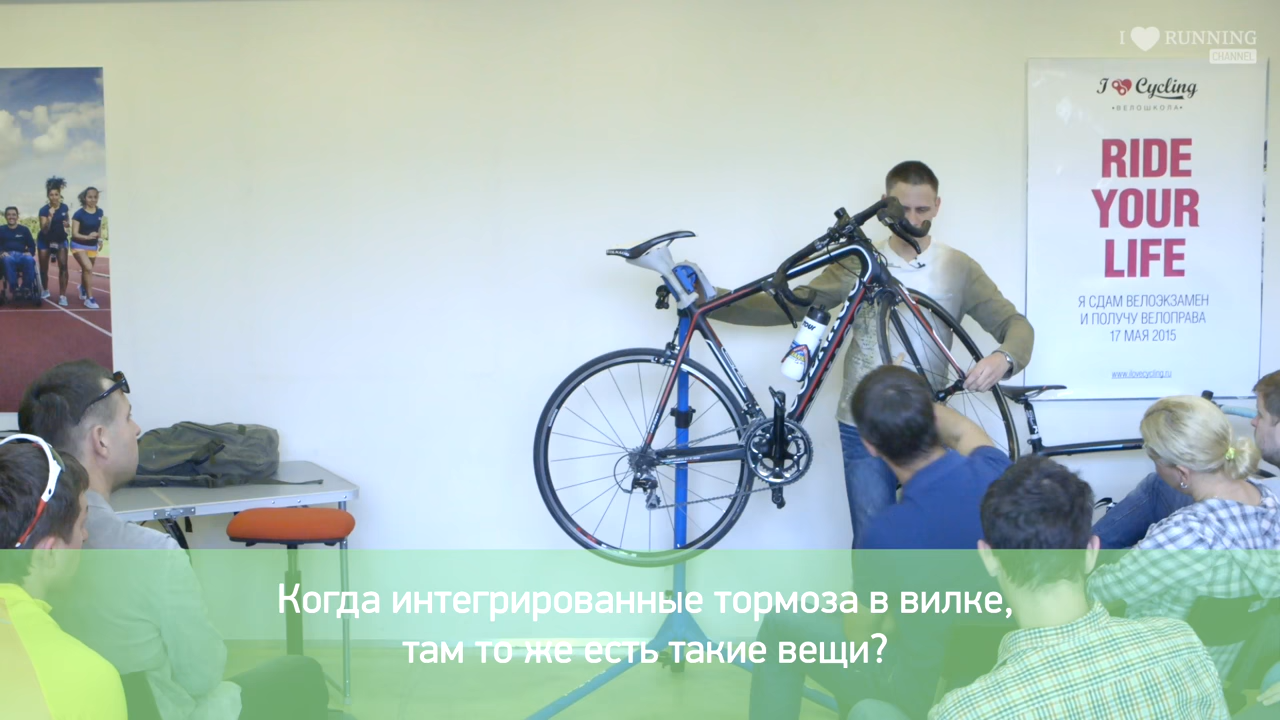 I RUNNING
CHANNEL
I Cycling
•ВЕЛОШКОЛА•
RIDE
YOUR
LIFE
Я СДАМ ВЕЛОЭКЗАМЕН
И ПОЛУЧУ ВЕЛОПРАВА
17 МАЯ 2015
www.ilovecycling.ru
Когда интегрированные тормоза в вилке,
там то же есть такие вещи?